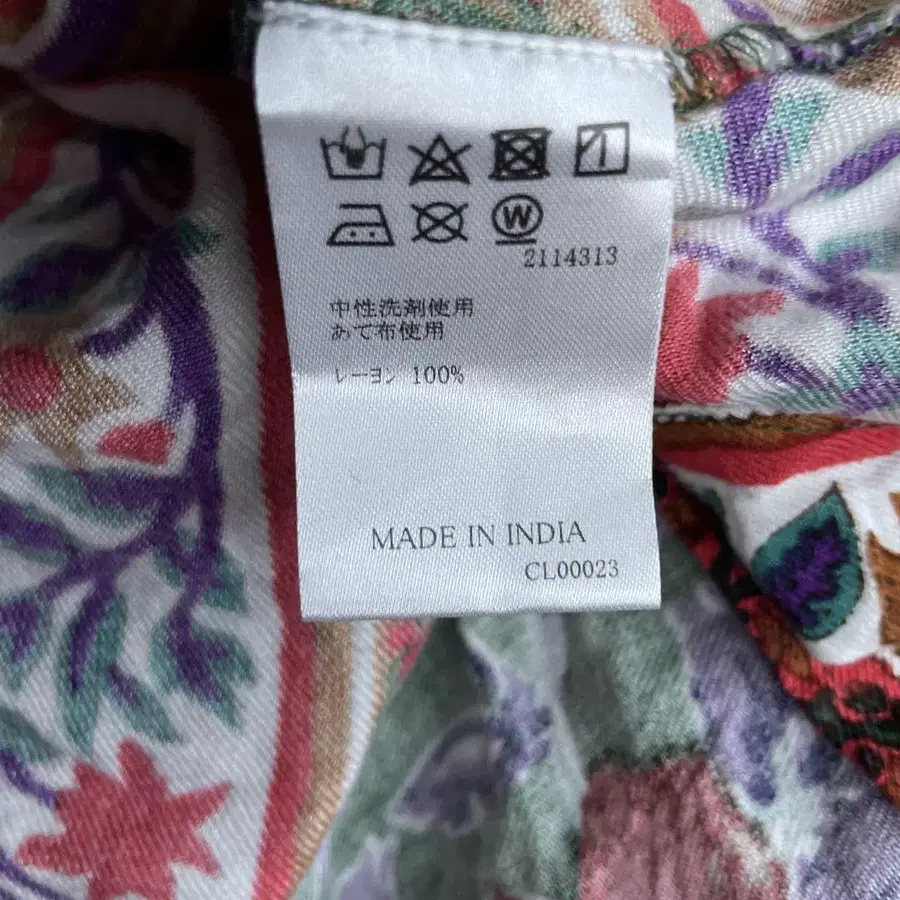 W
2114313
中性洗剤使用
あて布使用
レーヨン 100%
MADE IN INDIA
CL00023